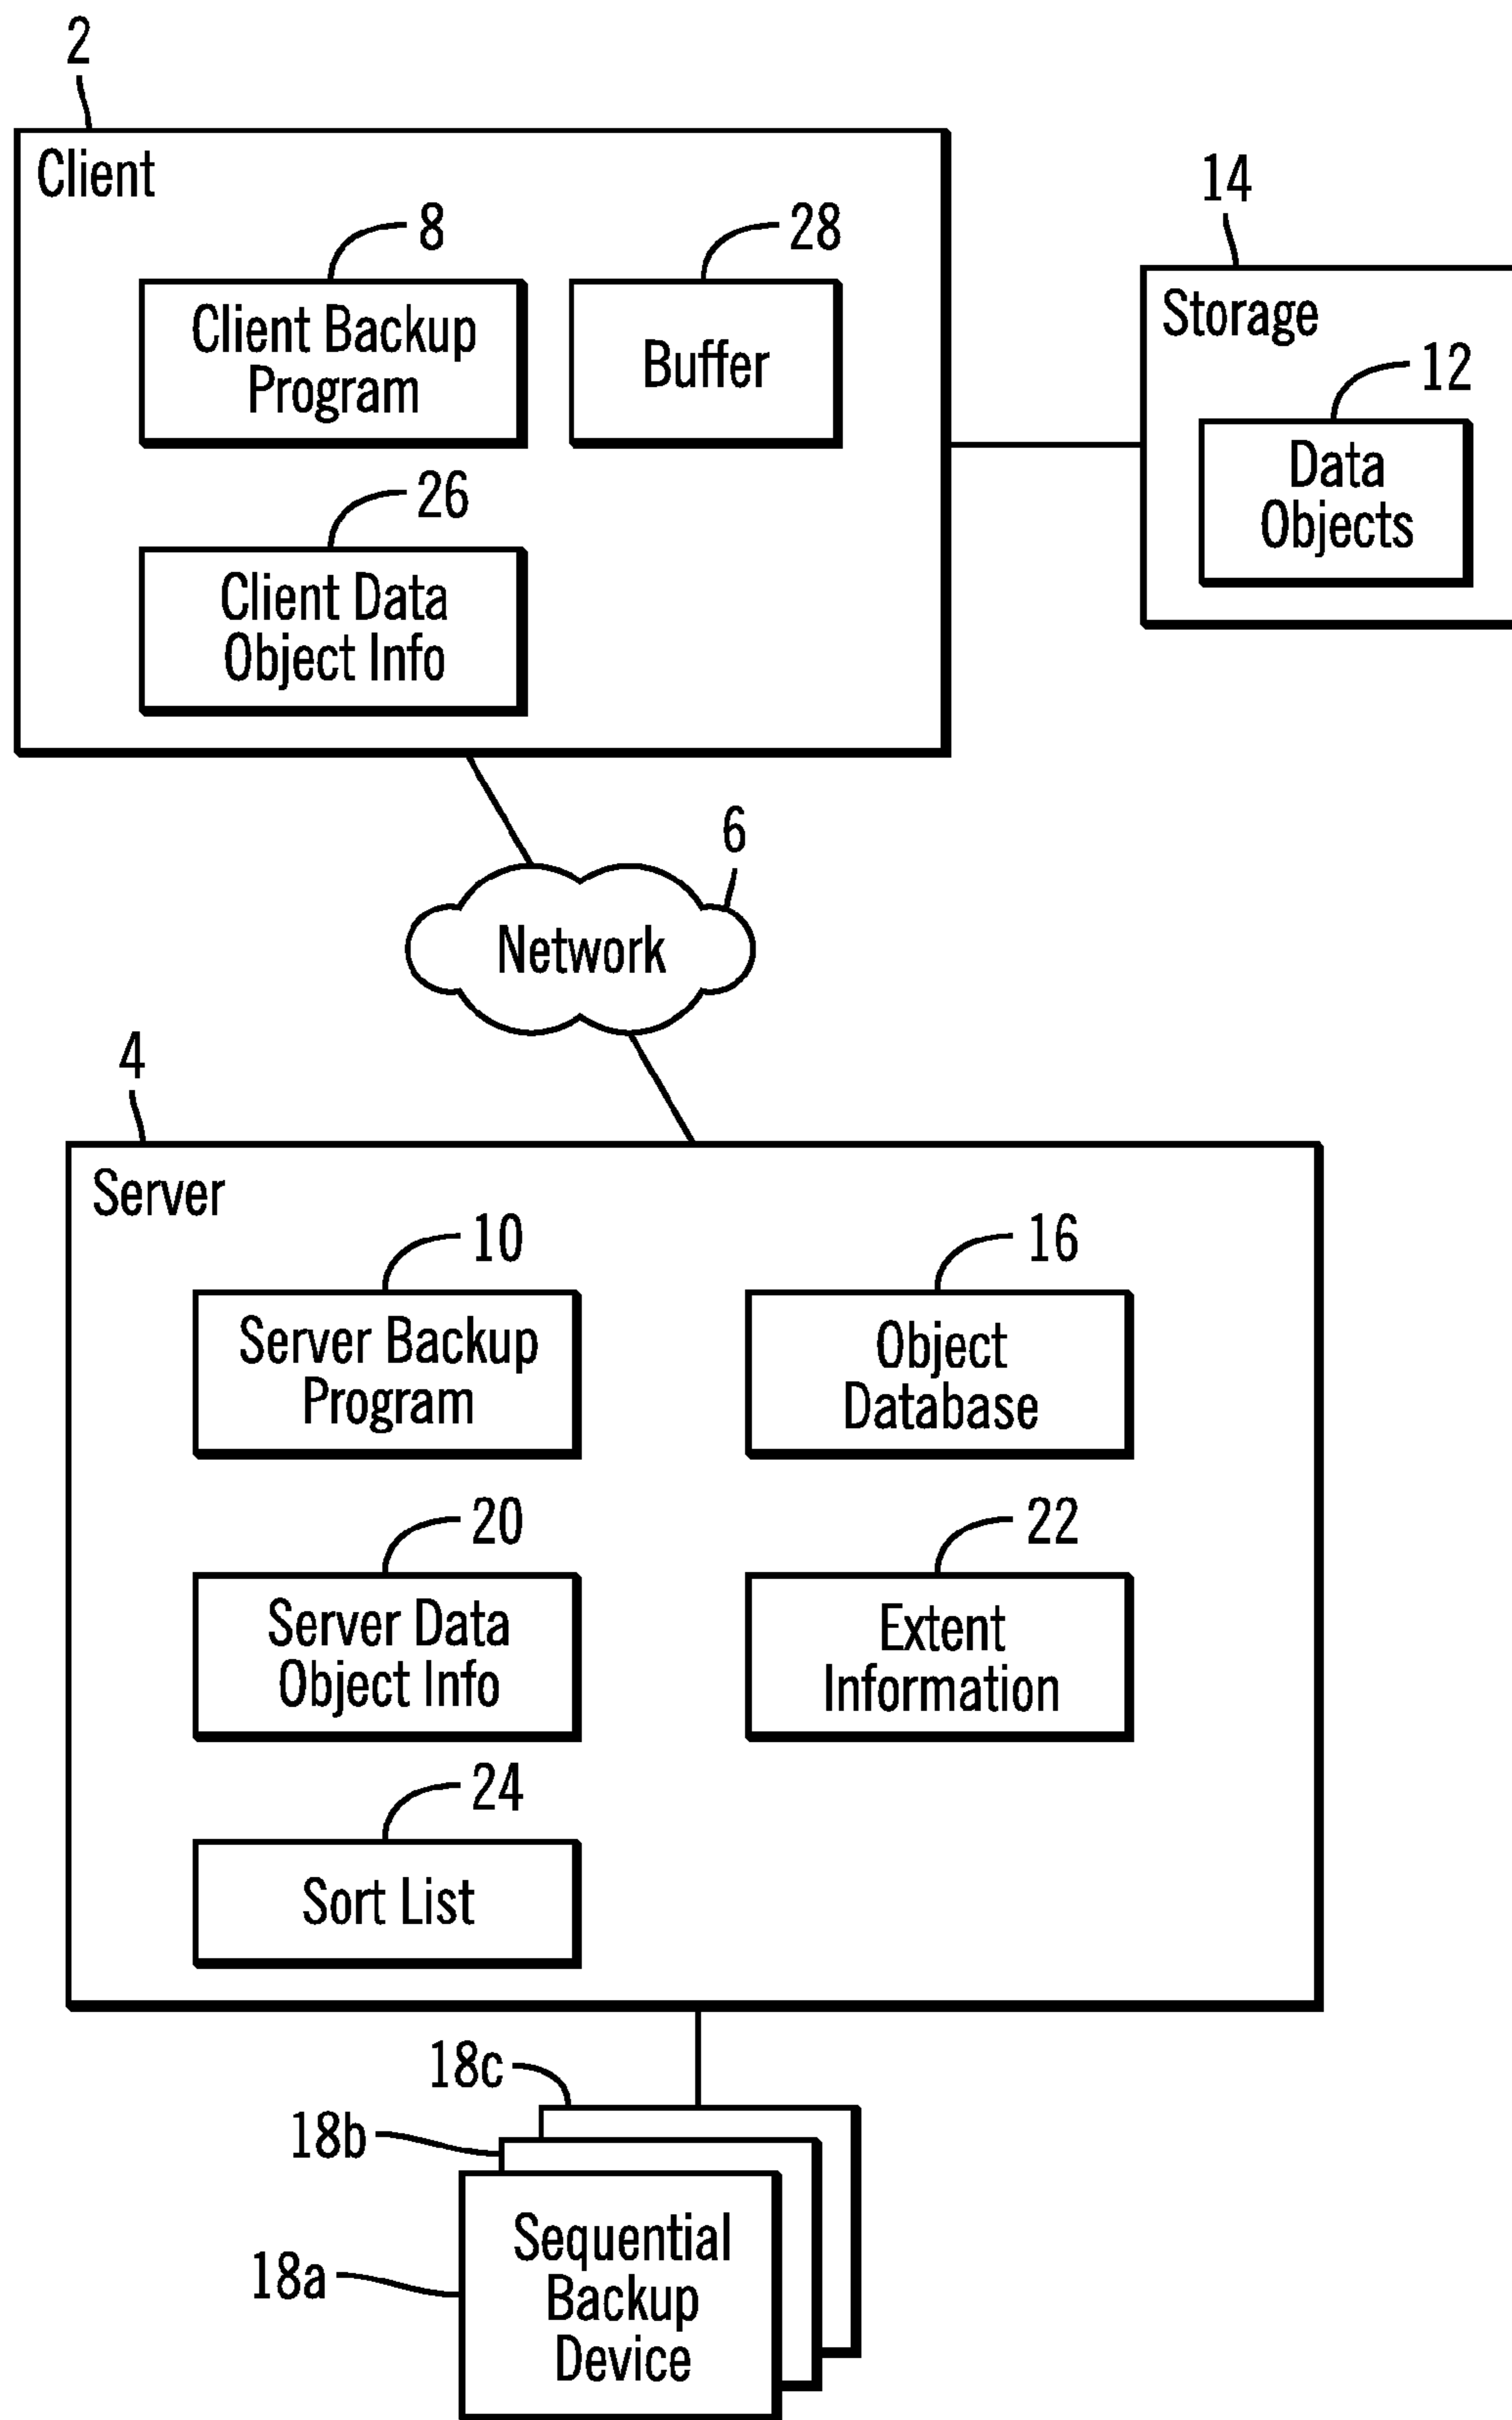 2
Client
14
8
28
Storage
Client Backup
Program
Buffer
12
Data
Objects
26
Client Data
Object Info
6
Network
4
Server
10
16
Server Backup
Program
Object
Database
20
22
Server Data
Object Info
Extent
Information
24
Sort List
18c
18b
18a
Sequential
Backup
Device